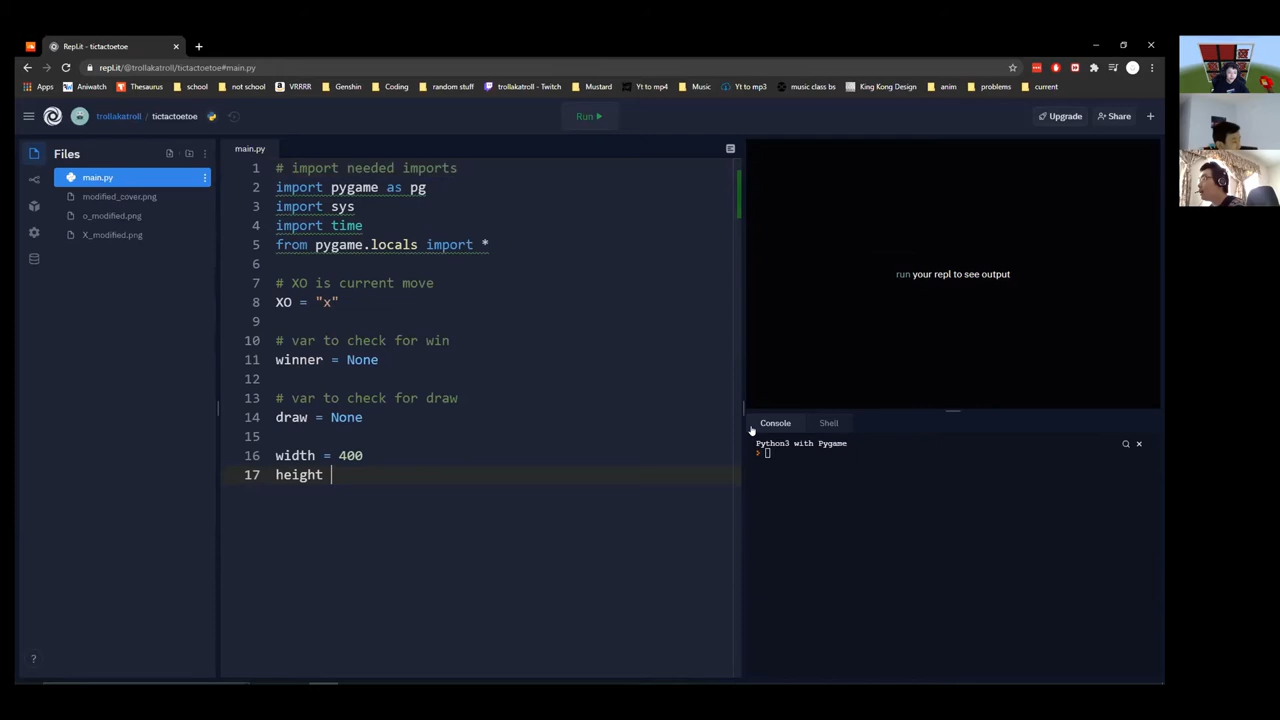 Repl.it - tictactoetoe
repl.it/@trollakatroll/tictactoetoe#main.py
Apps Aniwatch Thesaurus school not school VRRRR Genshin Coding random stuff trollakatroll - Twitch Mustard Yt to mp4 Music Yt to mp3 music class bs King Kong Design anim problems current
trollakatroll / tictactoetoe Run Upgrade Share
Files
main.py
modified_cover.png
o_modified.png
X_modified.png
?
main.py
1 # import needed imports
2 import pygame as pg
3 import sys
4 import time
5 from pygame.locals import *
6
7 # XO is current move
8 XO = "x"
9
10 # var to check for win
11 winner = None
12
13 # var to check for draw
14 draw = None
15
16 width = 400
17 height
run your repl to see output
Console Shell
Python3 with Pygame